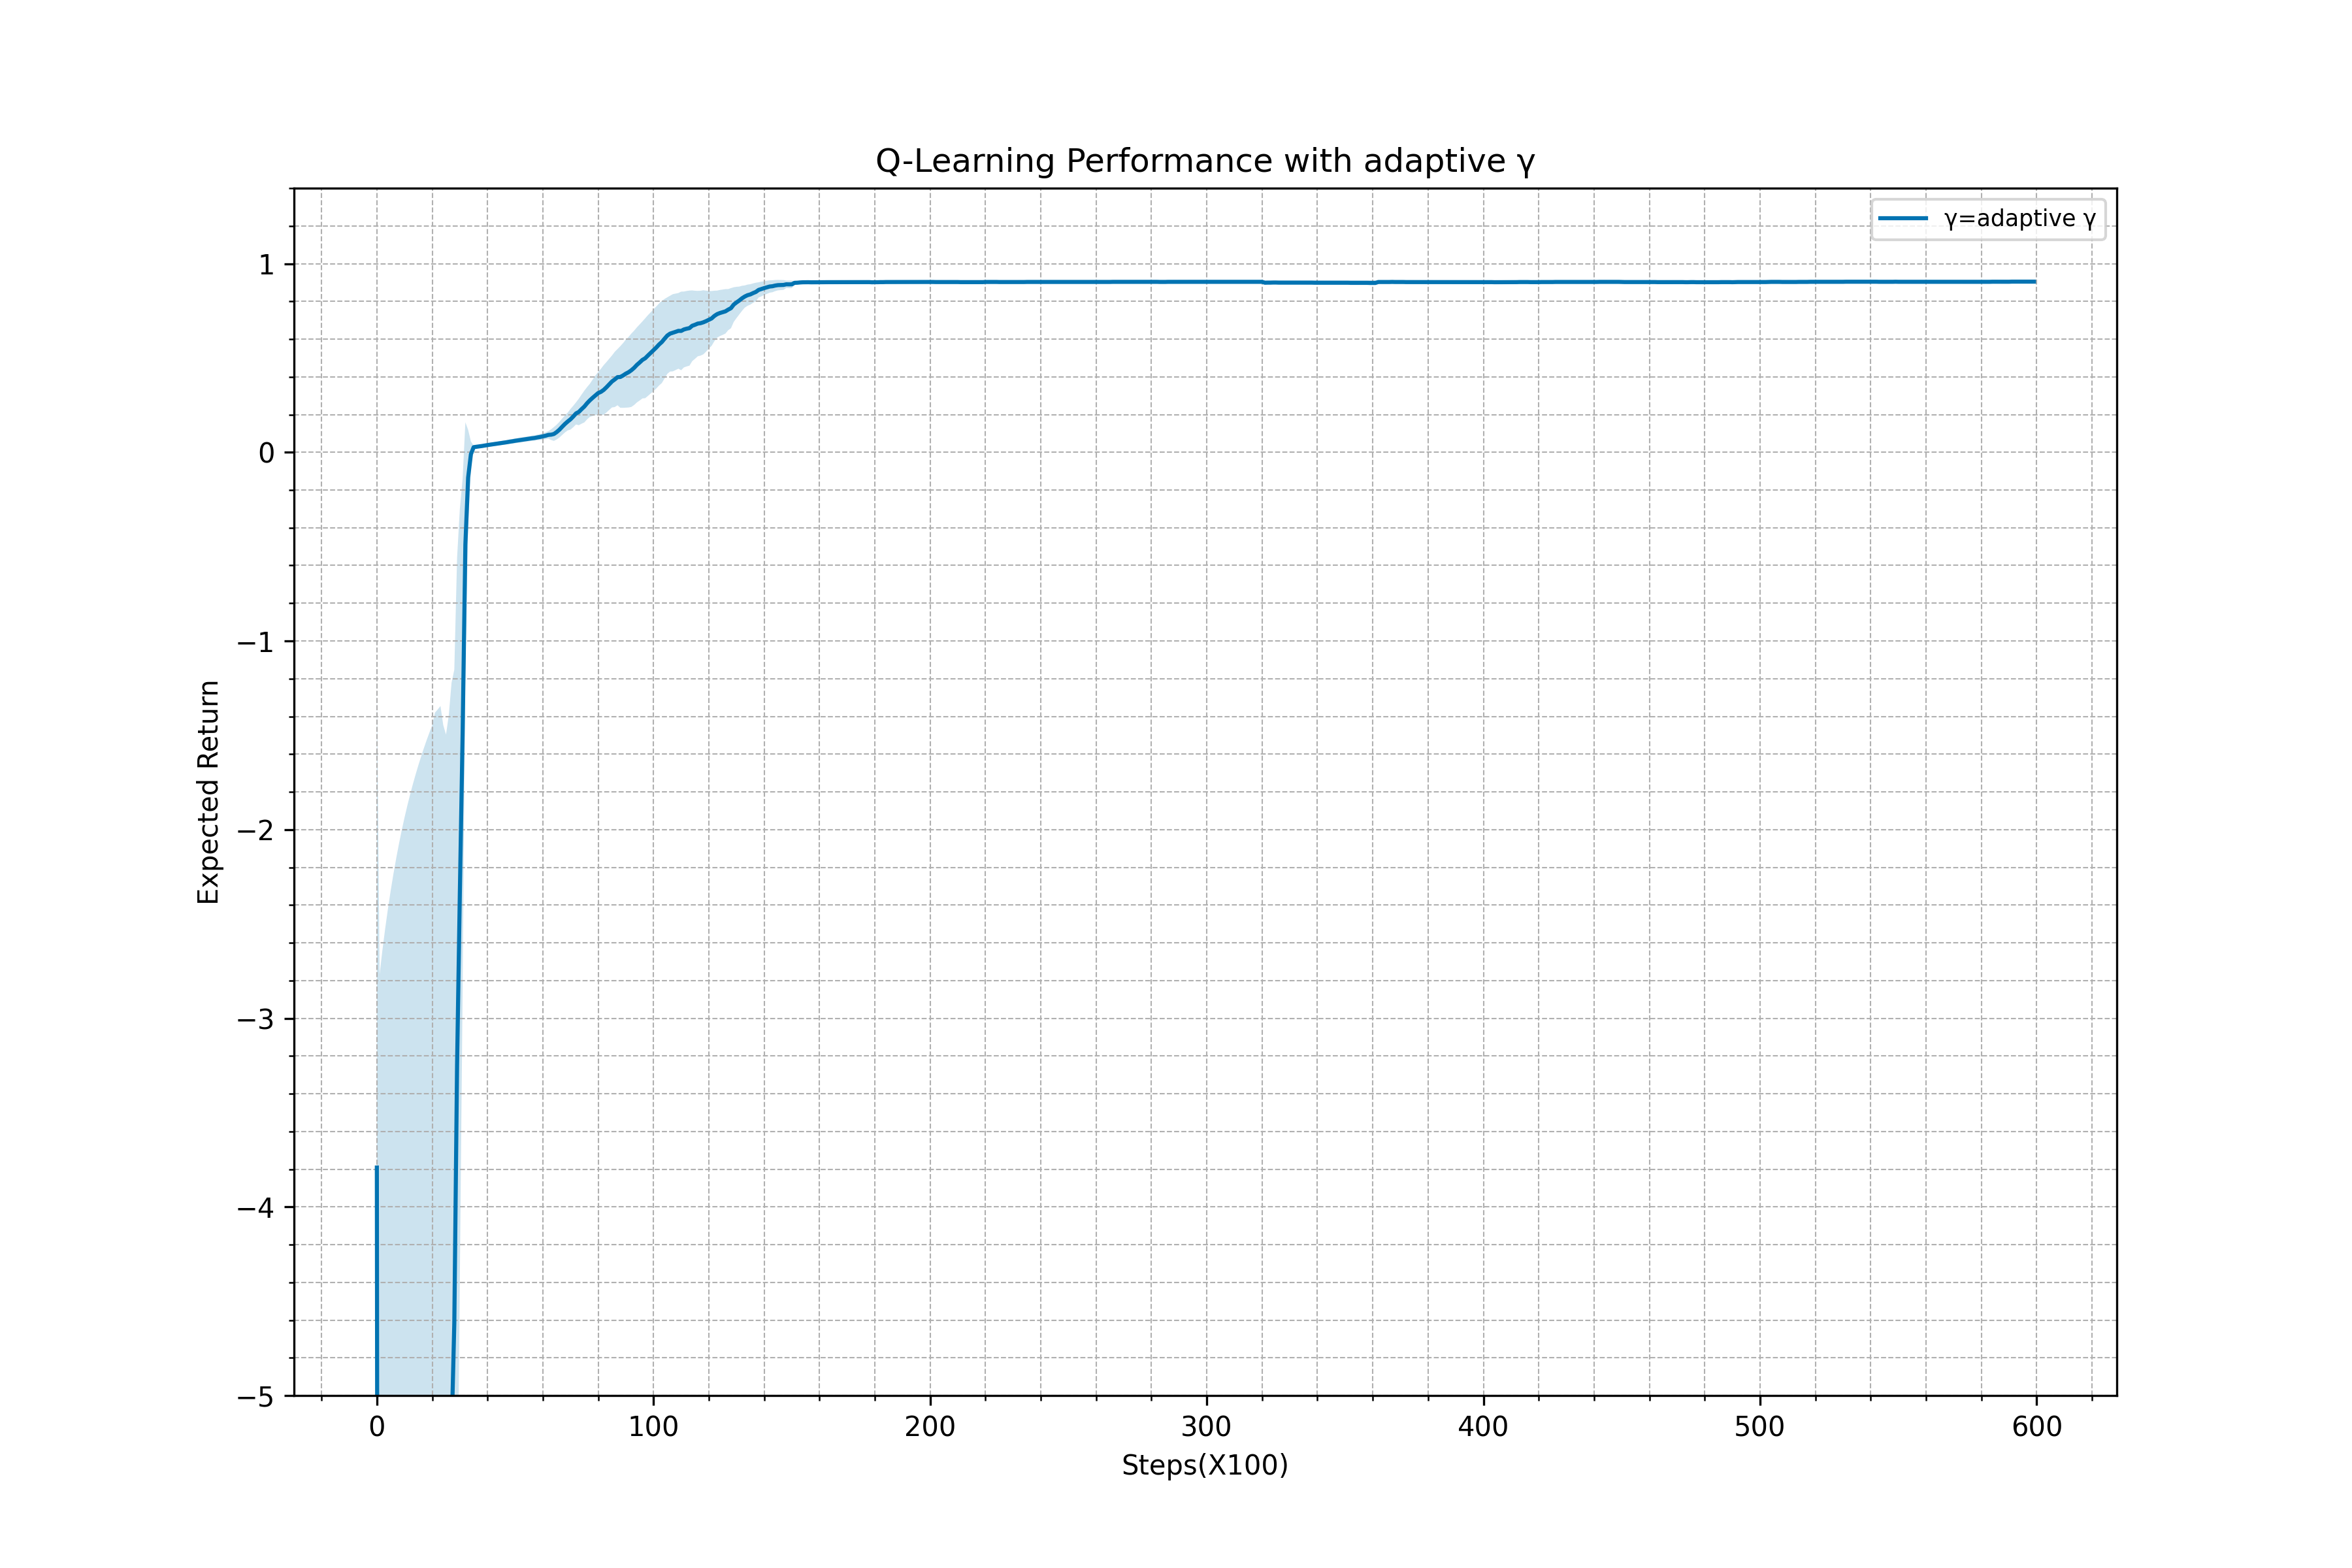 Q-Learning Performance with adaptive γ
γ=adaptive γ
1
0
−1
−2
−3
−4
−5
Expected Return
0 100 200 300 400 500 600
Steps(X100)